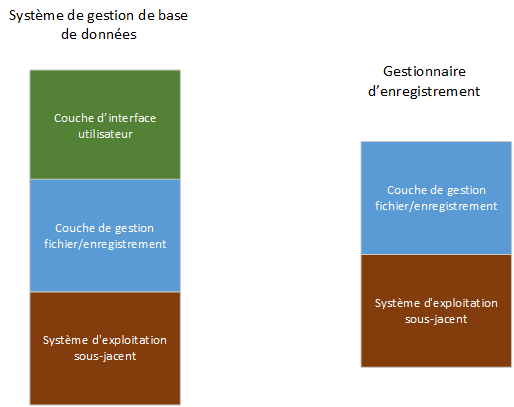 Système de gestion de base
de données
Couche d’interface
utilisateur
Couche de gestion
fichier/enregistrement
Système d'exploitation
sous-jacent
Gestionnaire
d’enregistrement
Couche de gestion
fichier/enregistrement
Système d'exploitation
sous-jacent